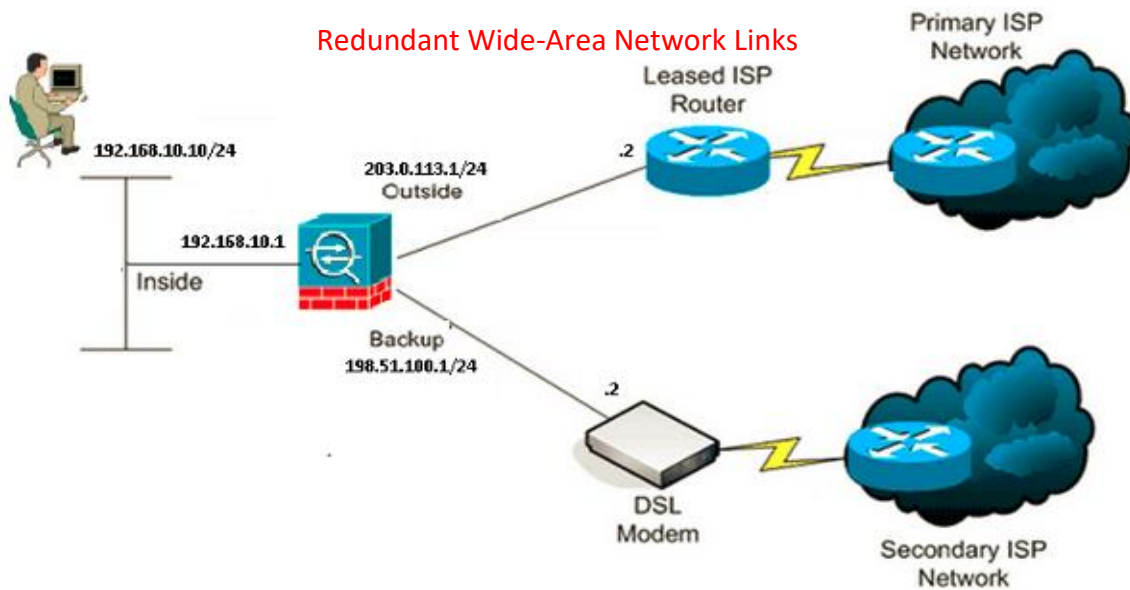 Redundant Wide-Area Network Links
Primary ISP
Network
Leased ISP
Router
192.168.10.10/24
203.0.113.1/24
Outside
.2
192.168.10.1
Inside
Backup
198.51.100.1/24
.2
DSL
Modem
Secondary ISP
Network